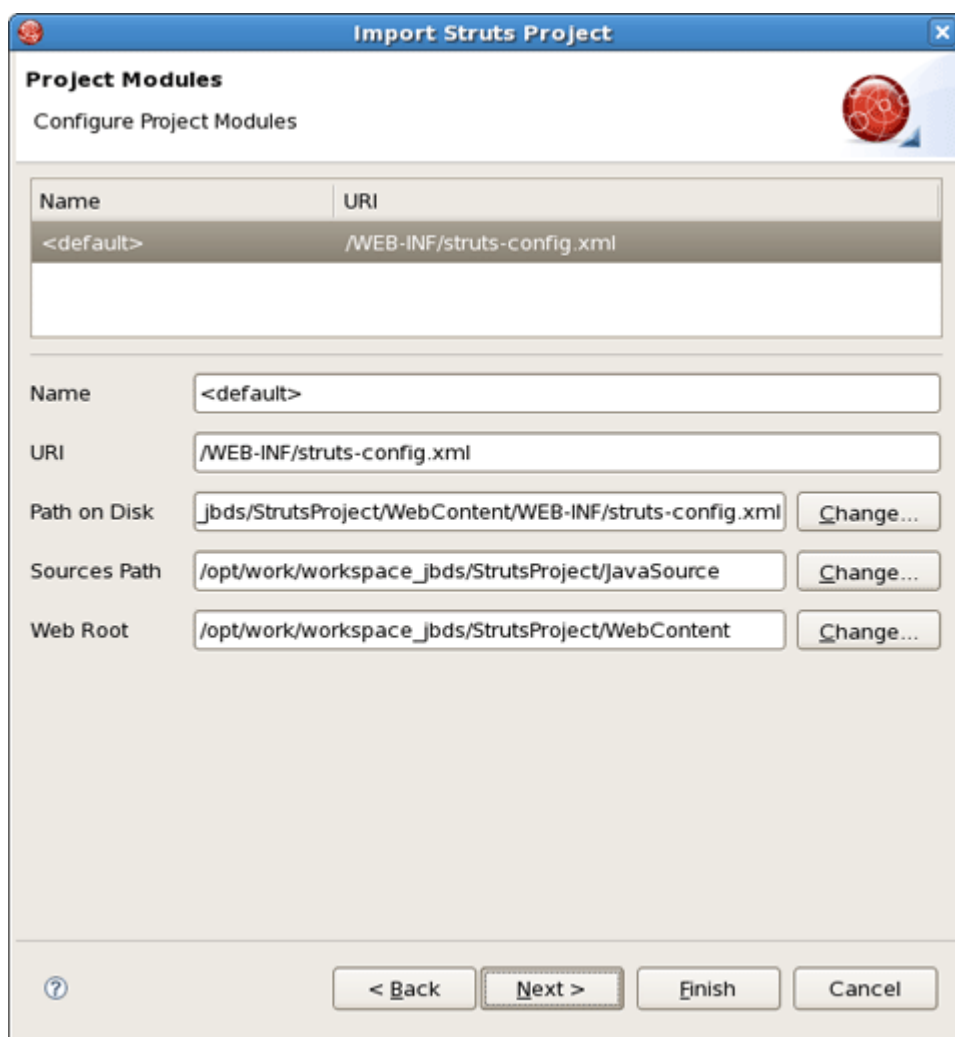 Import Struts Project
Project Modules
Configure Project Modules
Name URI
<default> /WEB-INF/struts-config.xml
Name <default>
URI /WEB-INF/struts-config.xml
Path on Disk _jbds/StrutsProject/WebContent/WEB-INF/struts-config.xml Change...
Sources Path /opt/work/workspace_jbds/StrutsProject/JavaSource Change...
Web Root /opt/work/workspace_jbds/StrutsProject/WebContent Change...
? < Back Next > Finish Cancel